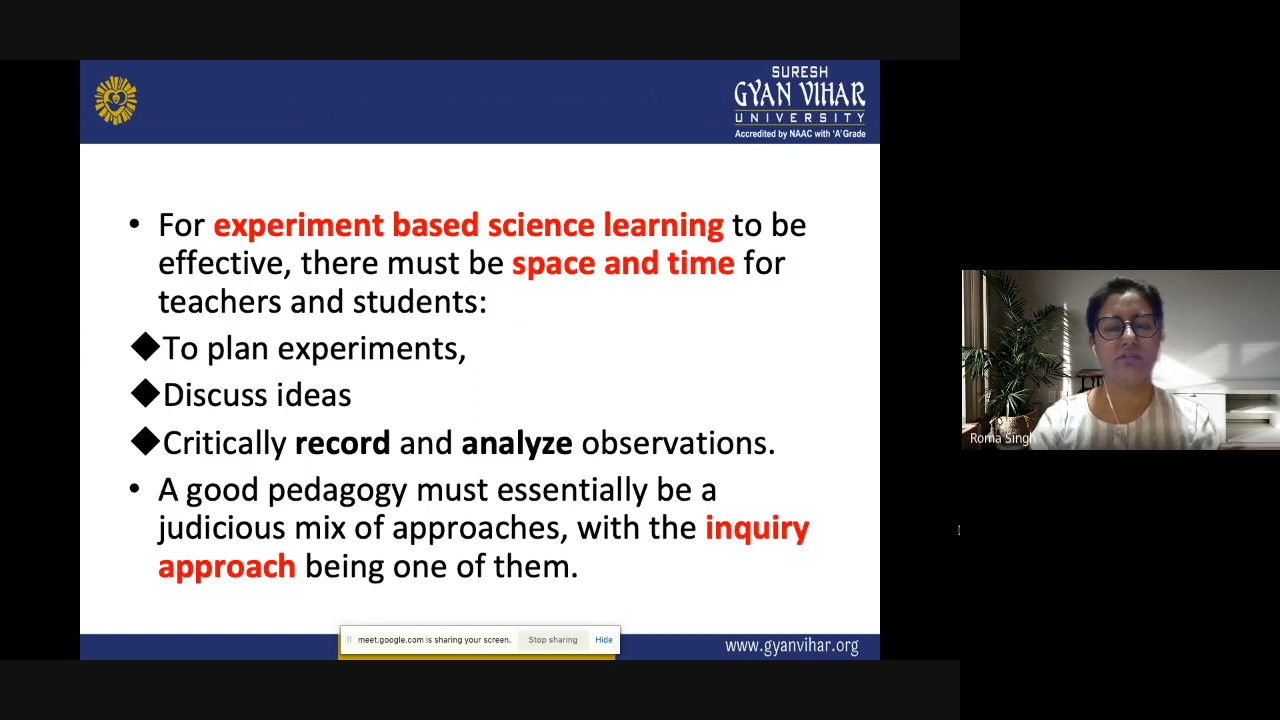 SURESH
GYAN VIHAR
UNIVERSITY
Accredited by NAAC with 'A' Grade
• For experiment based science learning to be
effective, there must be space and time for
teachers and students:
◆To plan experiments,
◆Discuss ideas
◆Critically record and analyze observations.
• A good pedagogy must essentially be a
judicious mix of approaches, with the inquiry
approach being one of them.
Roma Singh
meet.google.com is sharing your screen. Stop sharing Hide
www.gyanvihar.org